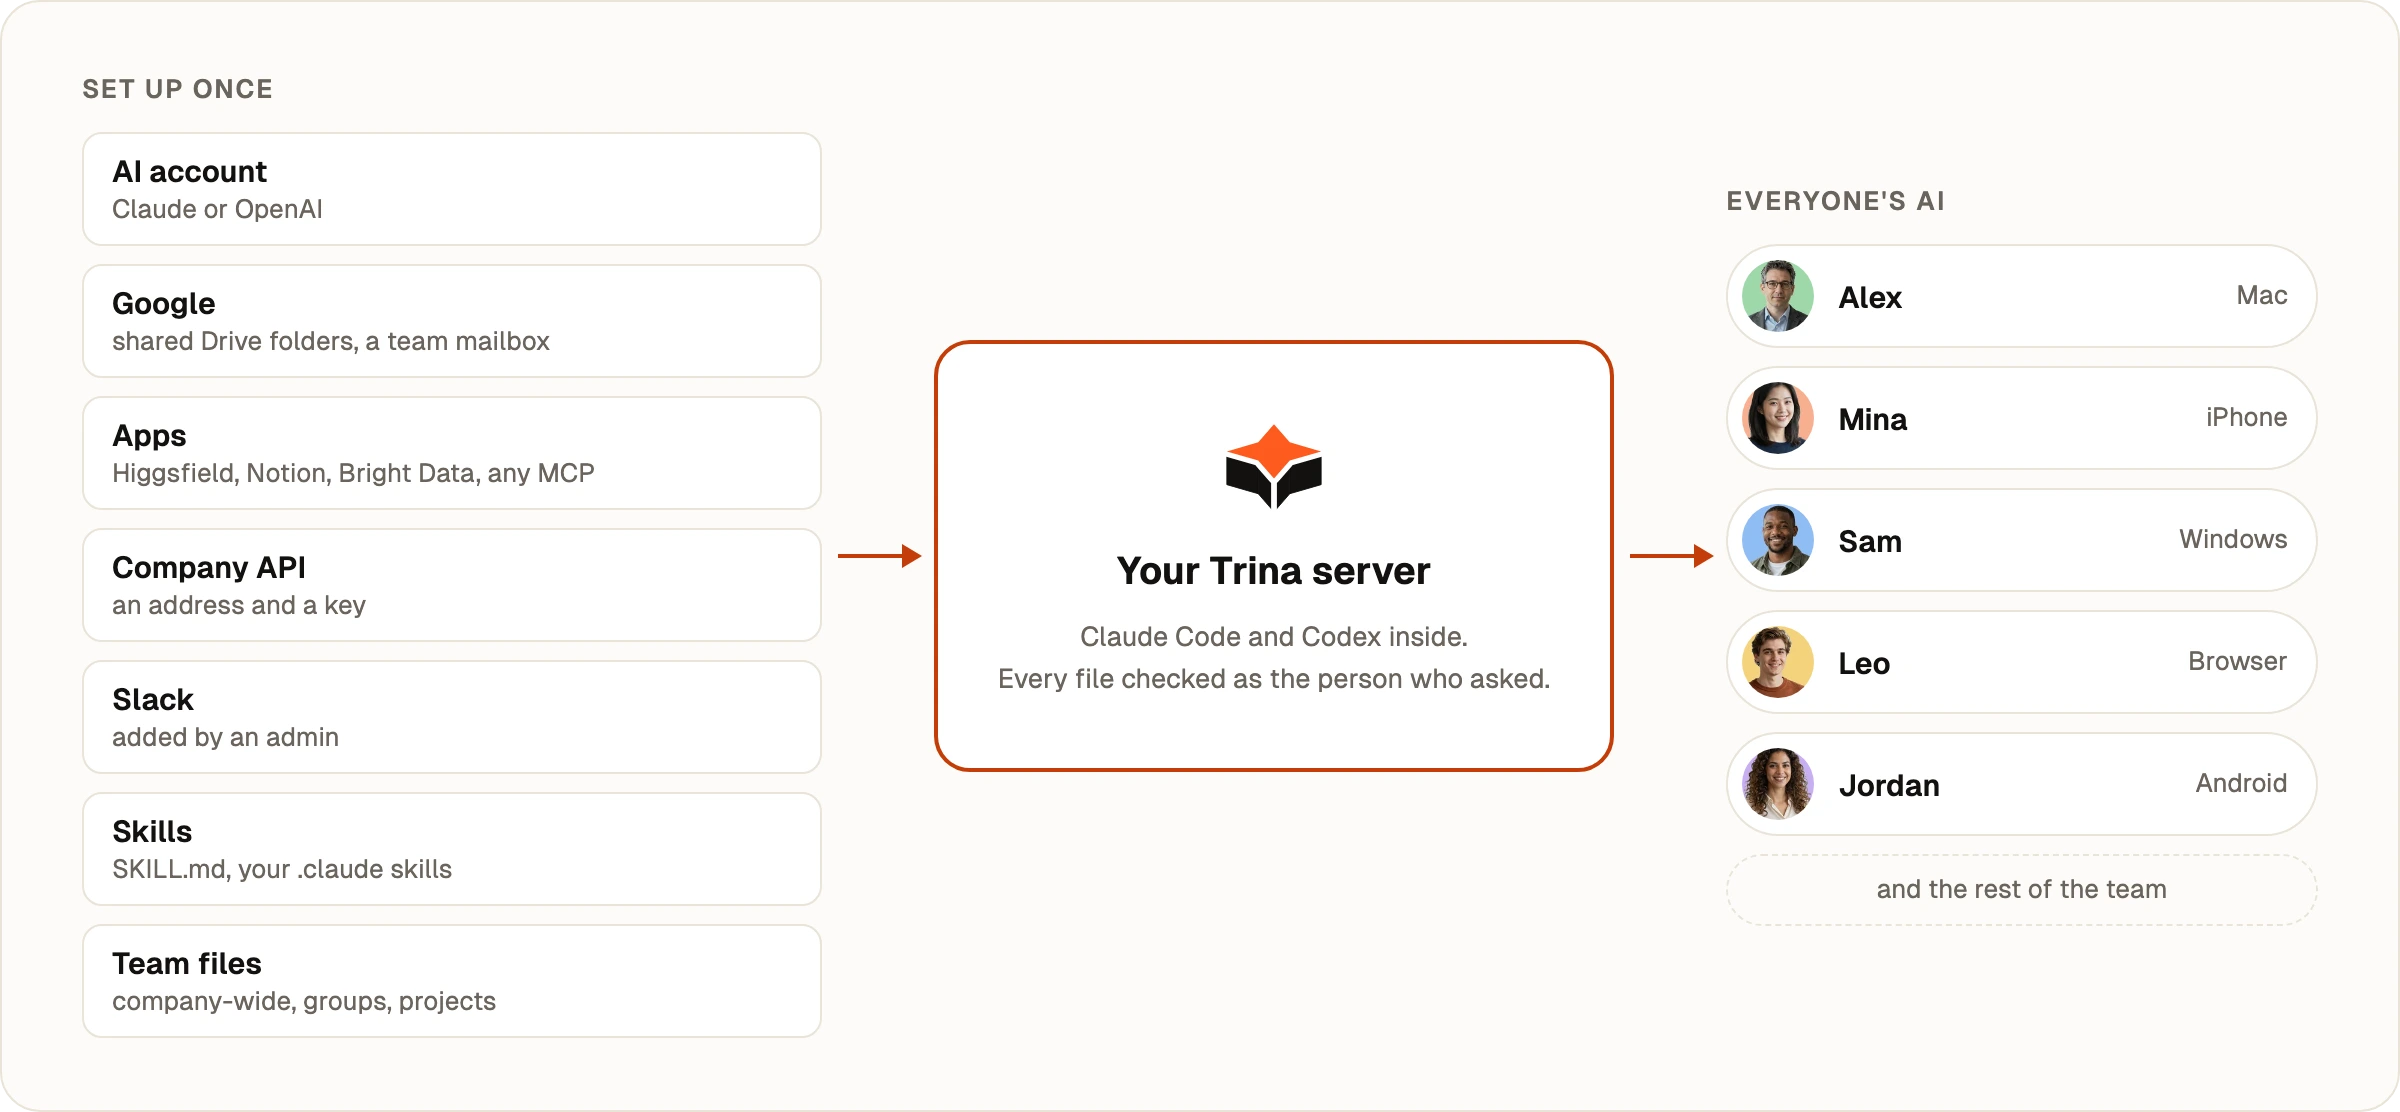 SET UP ONCE
AI account
Claude or OpenAI
Google
shared Drive folders, a team mailbox
Apps
Higgsfield, Notion, Bright Data, any MCP
Company API
an address and a key
Slack
added by an admin
Skills
SKILL.md, your .claude skills
Team files
company-wide, groups, projects
Your Trina server
Claude Code and Codex inside.
Every file checked as the person who asked.
EVERYONE'S AI
Alex
Mac
Mina
iPhone
Sam
Windows
Leo
Browser
Jordan
Android
and the rest of the team